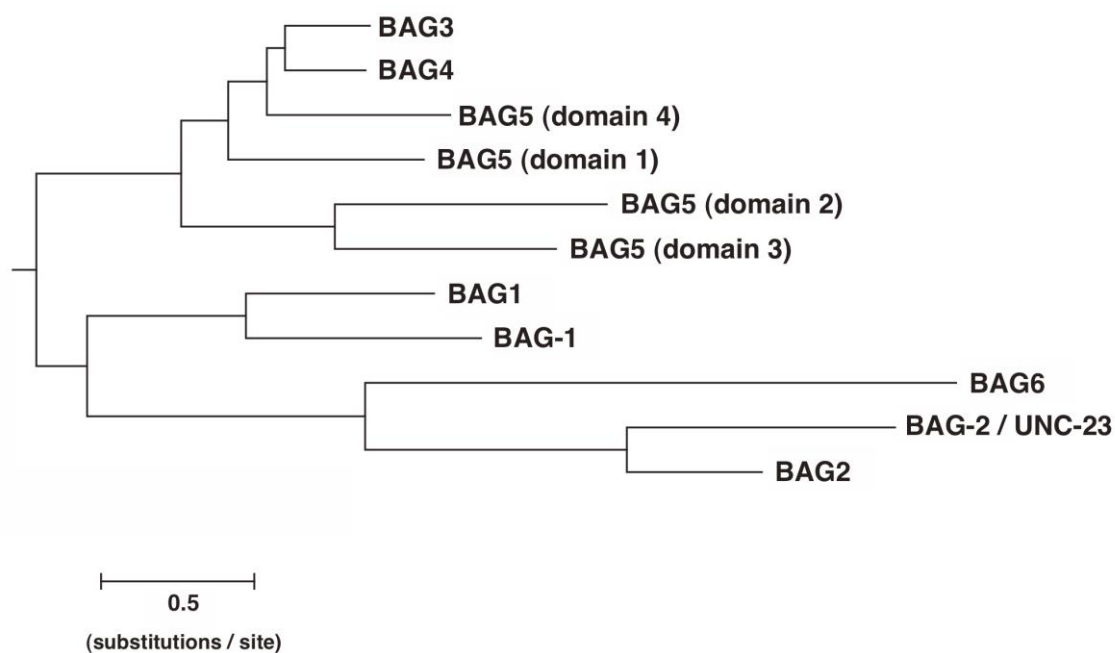 BAG3
BAG4
BAG5 (domain 4)
BAG5 (domain 1)
BAG5 (domain 2)
BAG5 (domain 3)
BAG1
BAG-1
BAG6
BAG-2 / UNC-23
BAG2
0.5
(substitutions / site)